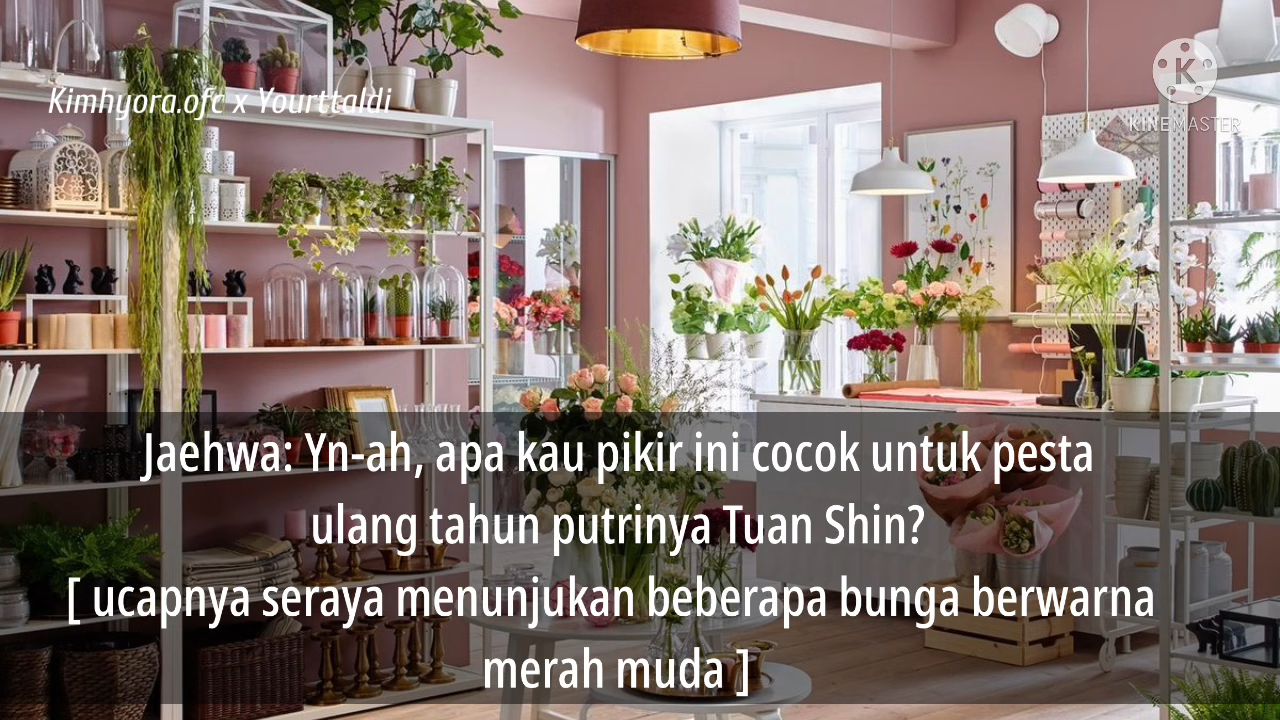 Kimhyora.ofc x Yourttaldi
K
KINEMASTER
Jaehwa: Yn-ah, apa kau pikir ini cocok untuk pesta
ulang tahun putrinya Tuan Shin?
[ ucapnya seraya menunjukan beberapa bunga berwarna
merah muda ]